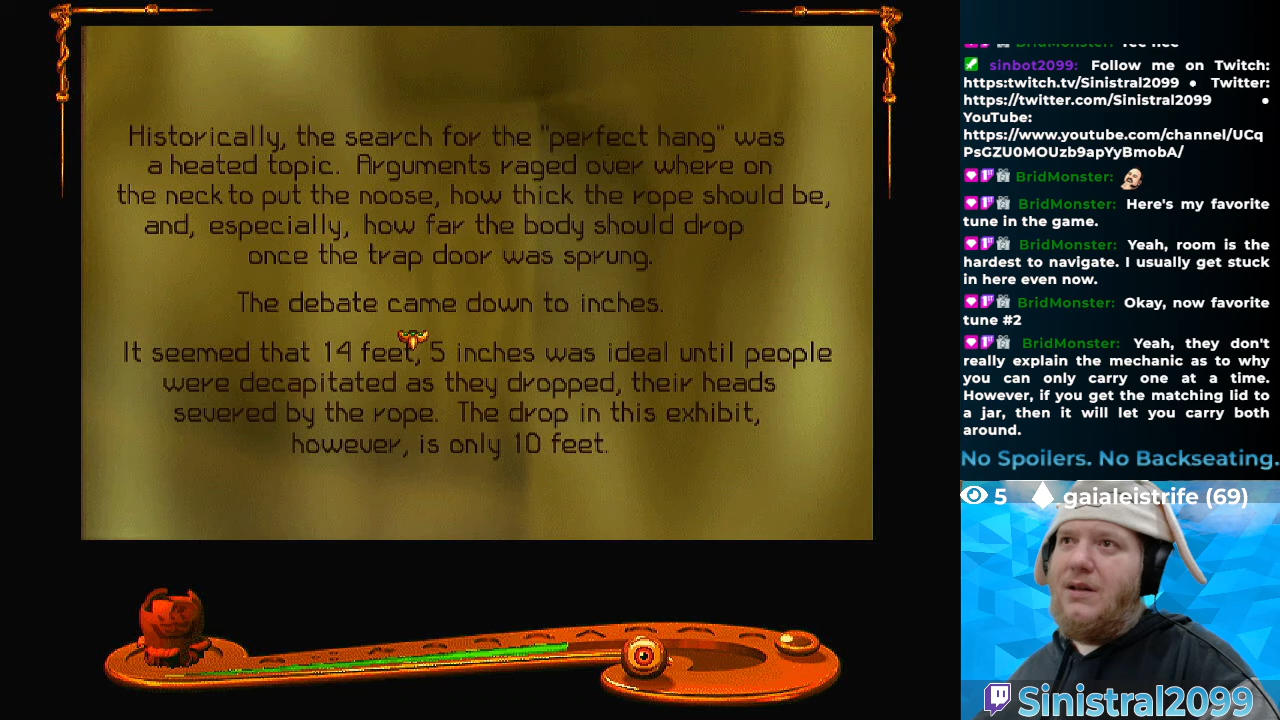 Historically, the search for the "perfect hang" was
a heated topic. Arguments raged over where on
the neck to put the noose, how thick the rope should be,
and, especially, how far the body should drop
once the trap door was sprung.
The debate came down to inches.
It seemed that 14 feet, 5 inches was ideal until people
were decapitated as they dropped, their heads
severed by the rope. The drop in this exhibit,
however, is only 10 feet.
sinbot2099: Follow me on Twitch:
https:twitch.tv/Sinistral2099 • Twitter:
https://twitter.com/Sinistral2099 •
YouTube:
https://www.youtube.com/channel/UCq
PsGZU0MOUzb9apYyBmobA/
BridMonster:
BridMonster: Here's my favorite
tune in the game.
BridMonster: Yeah, room is the
hardest to navigate. I usually get stuck
in here even now.
BridMonster: Okay, now favorite
tune #2
BridMonster: Yeah, they don't
really explain the mechanic as to why
you can only carry one at a time.
However, if you get the matching lid to
a jar, then it will let you carry both
around.
No Spoilers. No Backseating.
5 gaialeistrife (69)
Sinistral2099